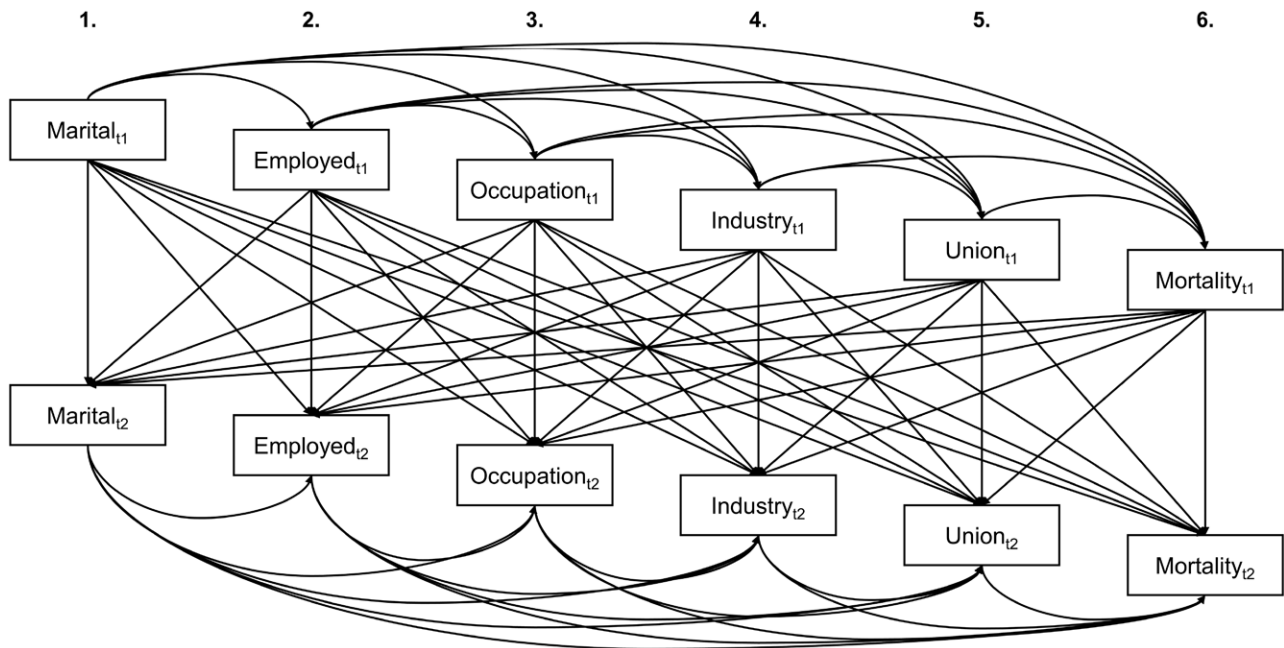 1. 2. 3. 4. 5. 6.
Marital t1
Employed t1
Occupation t1
Industry t1
Union t1
Mortality t1
Marital t2
Employed t2
Occupation t2
Industry t2
Union t2
Mortality t2